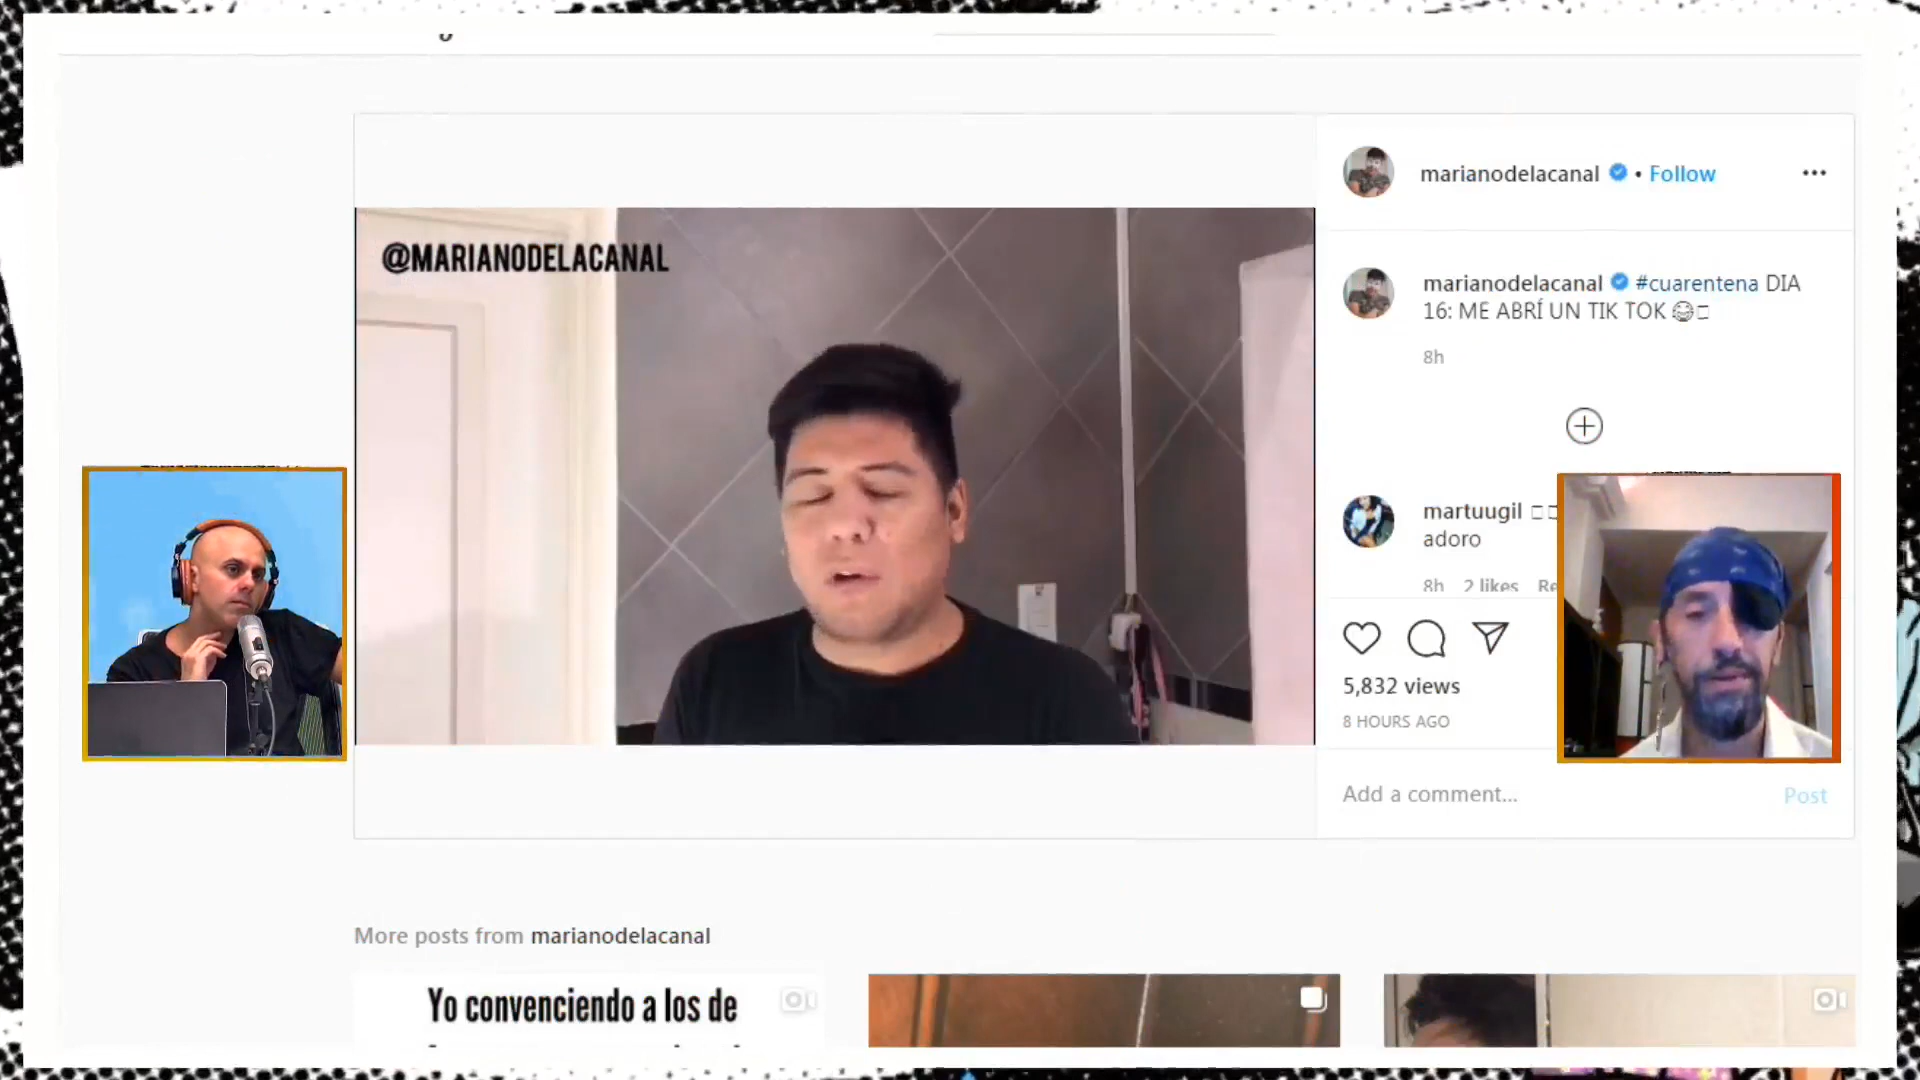 marianodelacanal • Follow
@MARIANODELACANAL
marianodelacanal #cuarentena DIA
16: ME ABRÍ UN TIK TOK
8h
martuugil
adoro
8h 2 likes
5,832 views
8 HOURS AGO
Add a comment...
Post
More posts from marianodelacanal
Yo convenciendo a los de